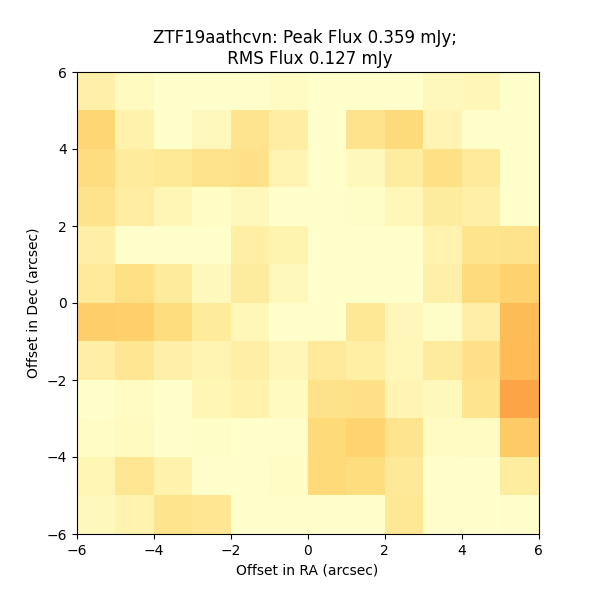 ZTF19aathcvn: Peak Flux 0.359 mJy;
RMS Flux 0.127 mJy
6
4
2
0
−2
−4
−6
Offset in Dec (arcsec)
−6 −4 −2 0 2 4 6
Offset in RA (arcsec)